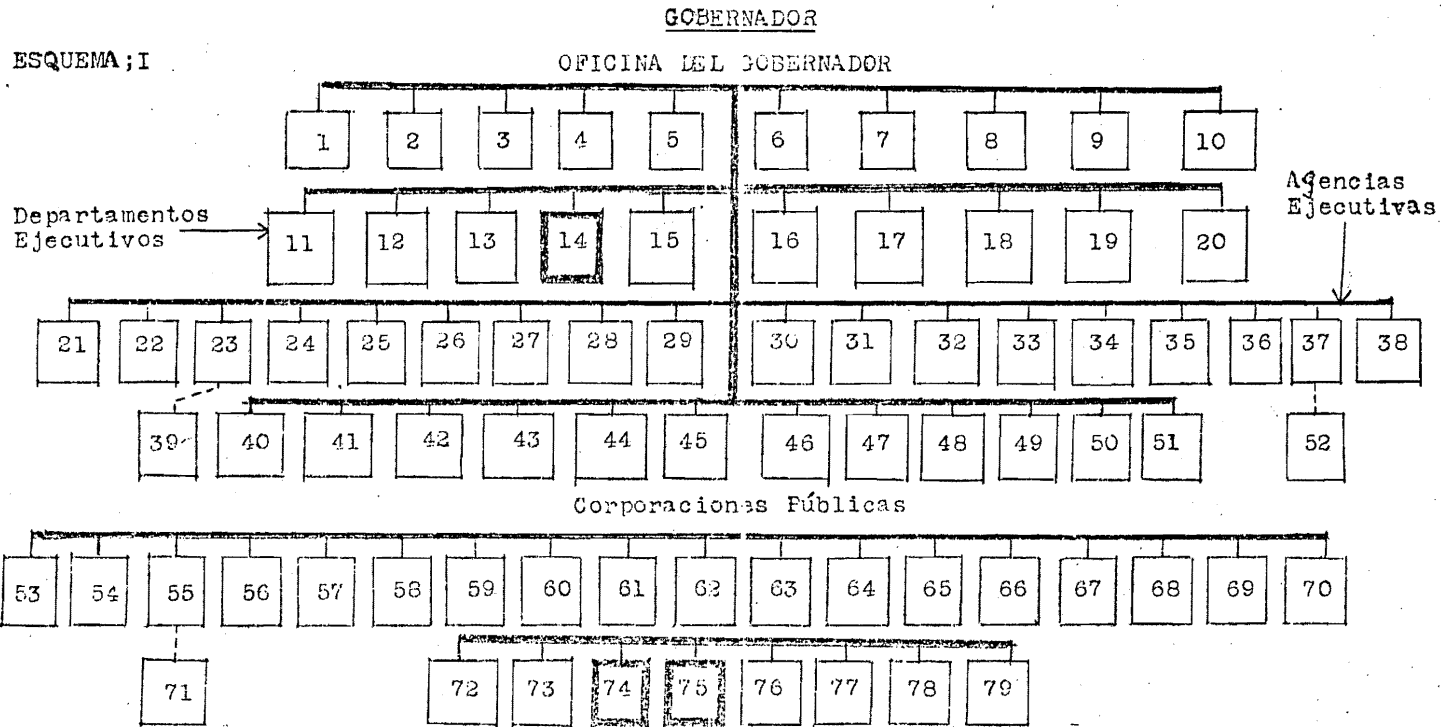 GOBERNADOR
ESQUEMA;I
OFICINA DEL GOBERNADOR
1 2 3 4 5 6 7 8 9 10
Departamentos
Ejecutivos
Agencias
Ejecutivas
11 12 13 14 15 16 17 18 19 20
21 22 23 24 25 26 27 28 29 30 31 32 33 34 35 36 37 38
39 40 41 42 43 44 45 46 47 48 49 50 51 52
Corporaciones Públicas
53 54 55 56 57 58 59 60 61 62 63 64 65 66 67 68 69 70
71 72 73 74 75 76 77 78 79